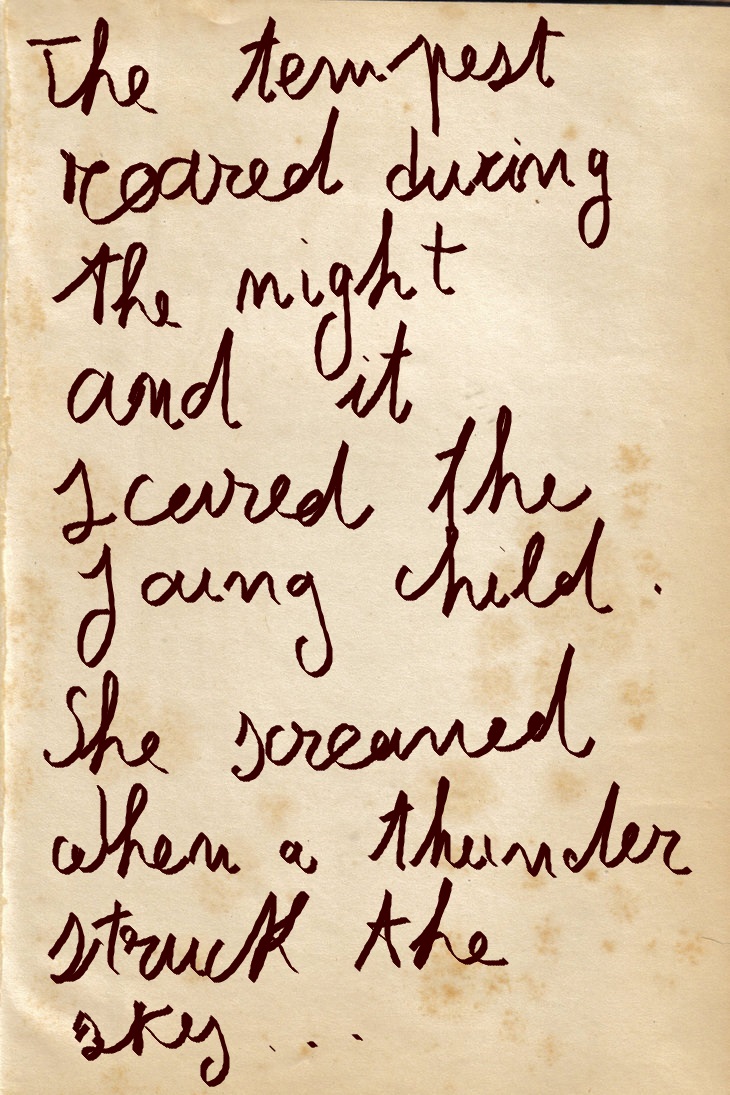 The tempest
roared during
the night
and it
scared the
young child.
She screamed
when a thunder
struck the
sky...